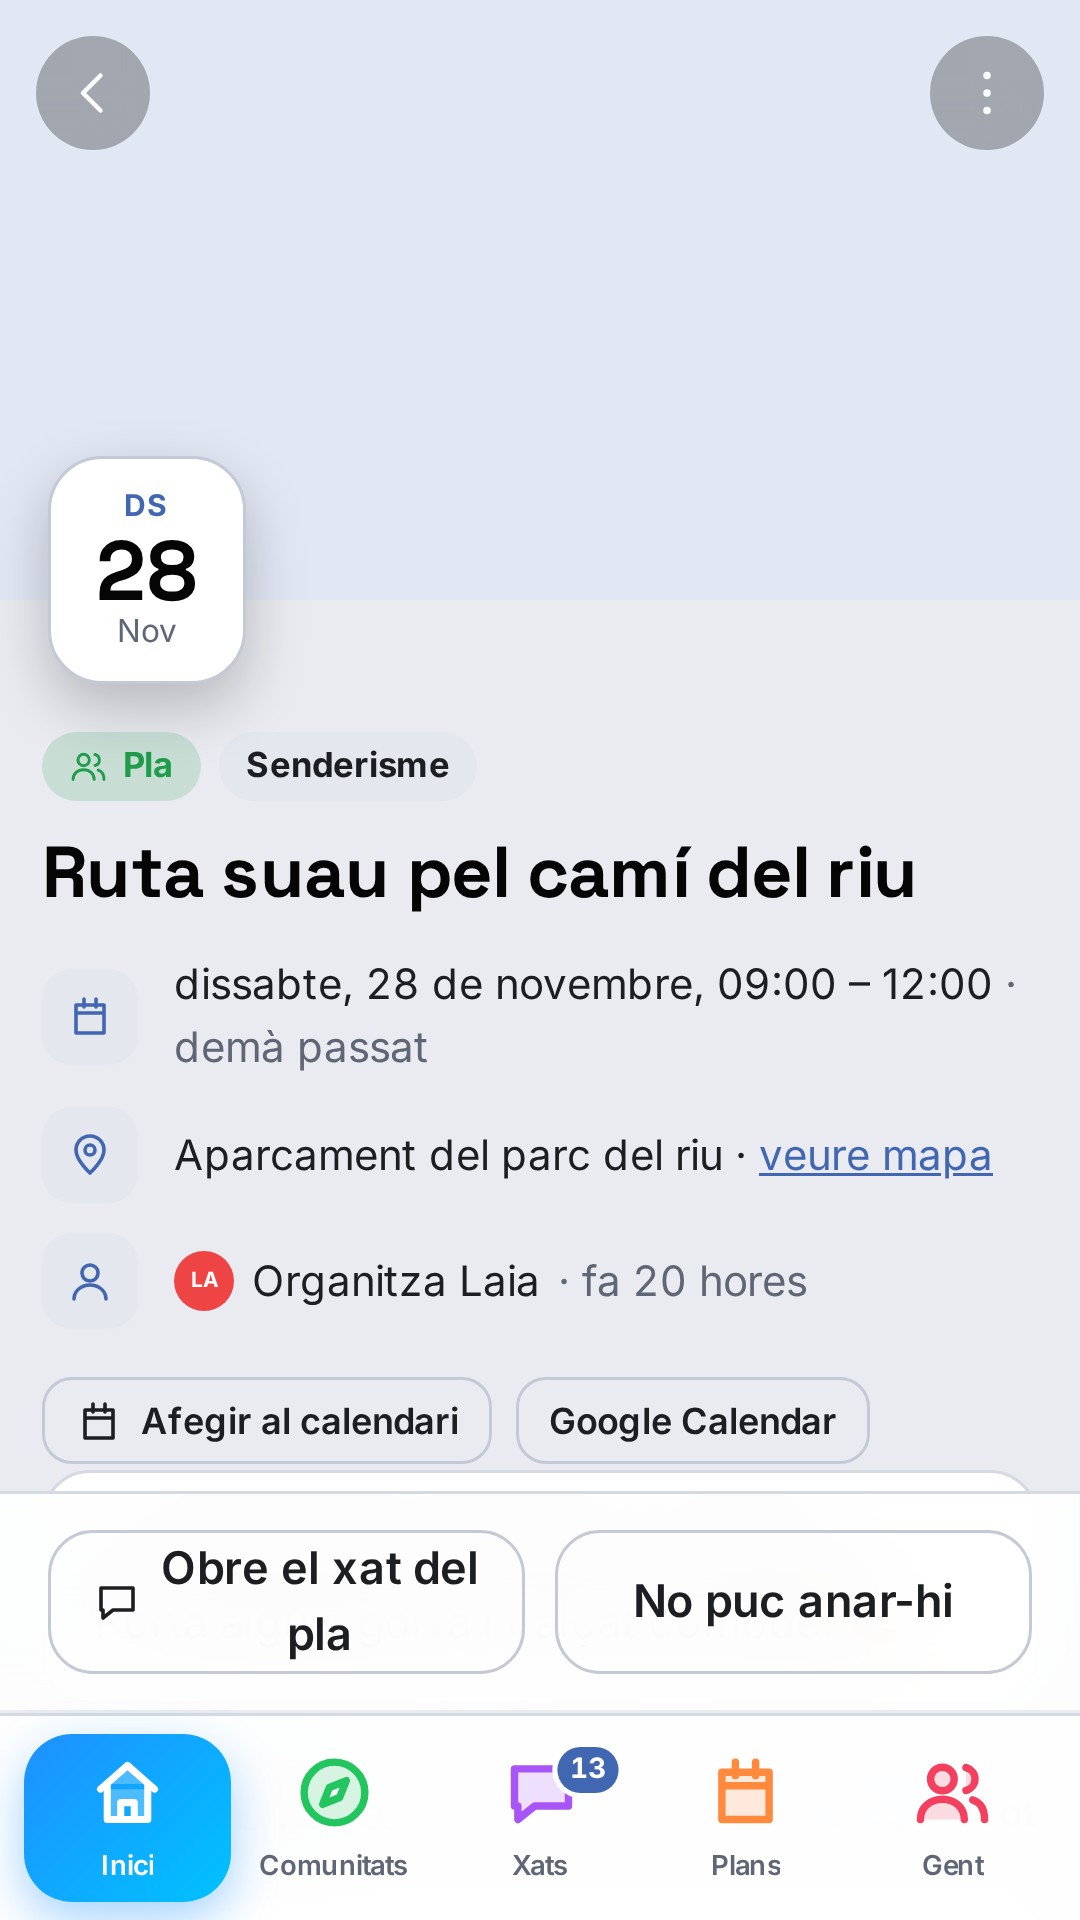 DS
28
Nov
Pla
Senderisme
Ruta suau pel camí del riu
dissabte, 28 de novembre, 09:00 – 12:00 ·
demà passat
Aparcament del parc del riu · veure mapa
LA Organitza Laia · fa 20 hores
Afegir al calendari
Google Calendar
Obre el xat del
pla
No puc anar-hi
13
Inici
Comunitats
Xats
Plans
Gent